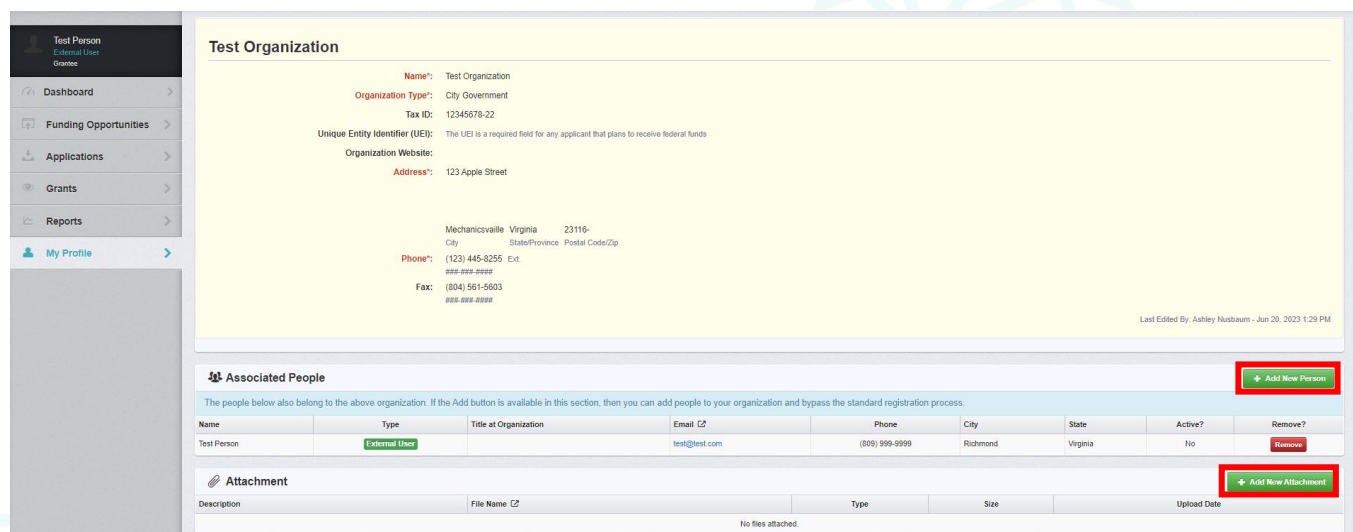 Test Person
External User
Grantee
Dashboard
Funding Opportunities
Applications
Grants
Reports
My Profile
Test Organization
Name*: Test Organization
Organization Type*: City Government
Tax ID: 12345678-22
Unique Entity Identifier (UEI): The UEI is a required field for any applicant that plans to receive federal funds
Organization Website:
Address*: 123 Apple Street
Mechanicsvaille Virginia 23116-
City State/Province Postal Code/Zip
Phone*: (123) 445-8255 Ext.
###-###-####
Fax: (804) 561-5603
###-###-####
Last Edited By: Ashley Nusbaum - Jun 20, 2023 1:29 PM
Associated People + Add New Person
The people below also belong to the above organization. If the Add button is available in this section, then you can add people to your organization and bypass the standard registration process.
Name Type Title at Organization Email Phone City State Active? Remove?
Test Person External User test@test.com (809) 999-9999 Richmond Virginia No Remove
Attachment + Add New Attachment
Description File Name Type Size Upload Date
No files attached.